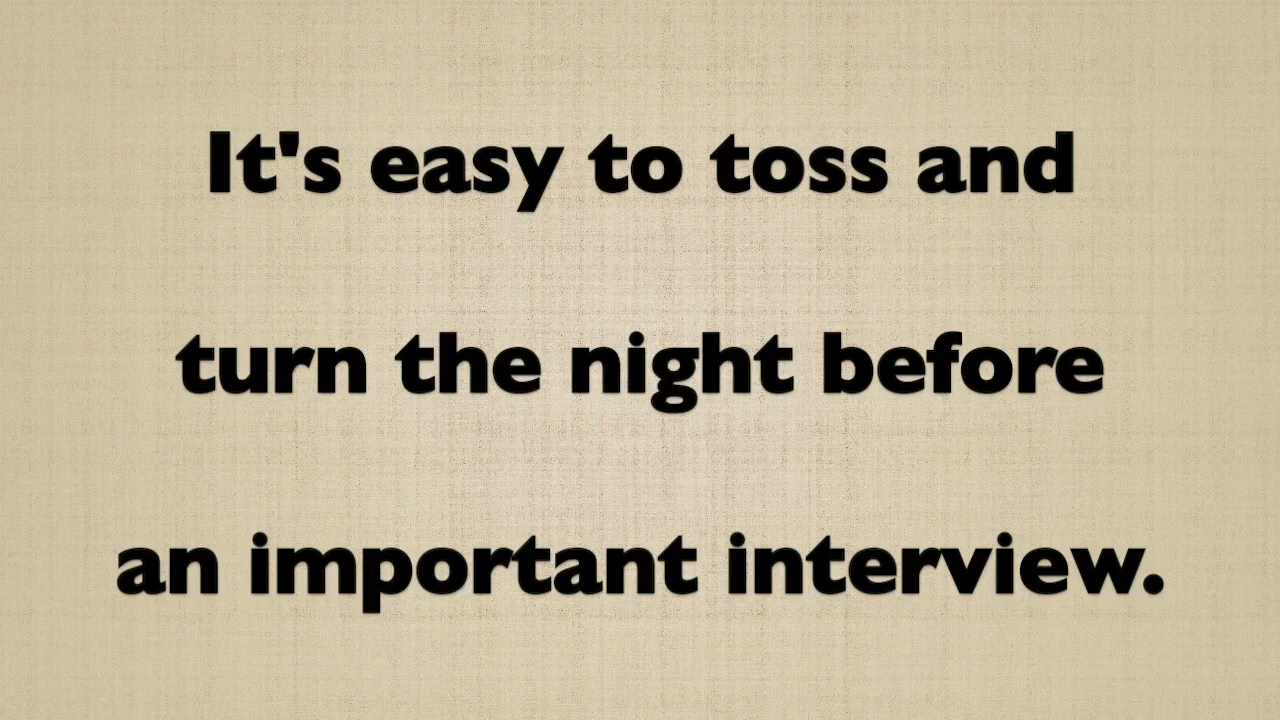 It's easy to toss and
turn the night before
an important interview.